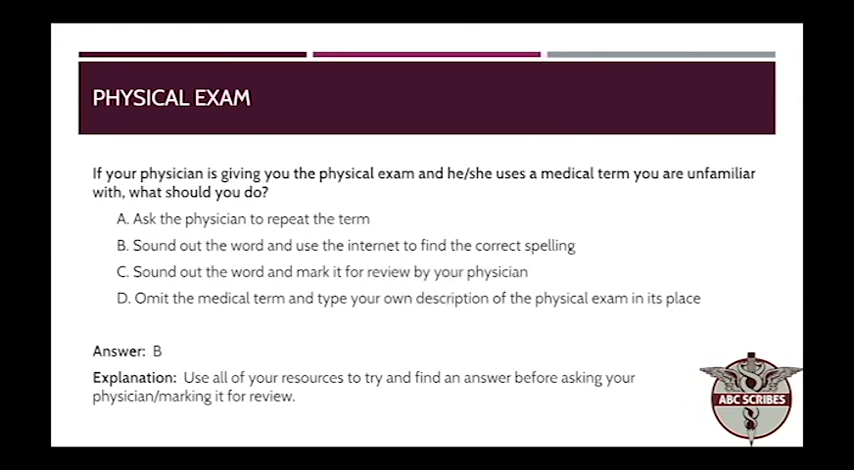 PHYSICAL EXAM
If your physician is giving you the physical exam and he/she uses a medical term you are unfamiliar
with, what should you do?
A. Ask the physician to repeat the term
B. Sound out the word and use the internet to find the correct spelling
C. Sound out the word and mark it for review by your physician
D. Omit the medical term and type your own description of the physical exam in its place
Answer: B
Explanation: Use all of your resources to try and find an answer before asking your
physician/marking it for review.
ABC SCRIBES